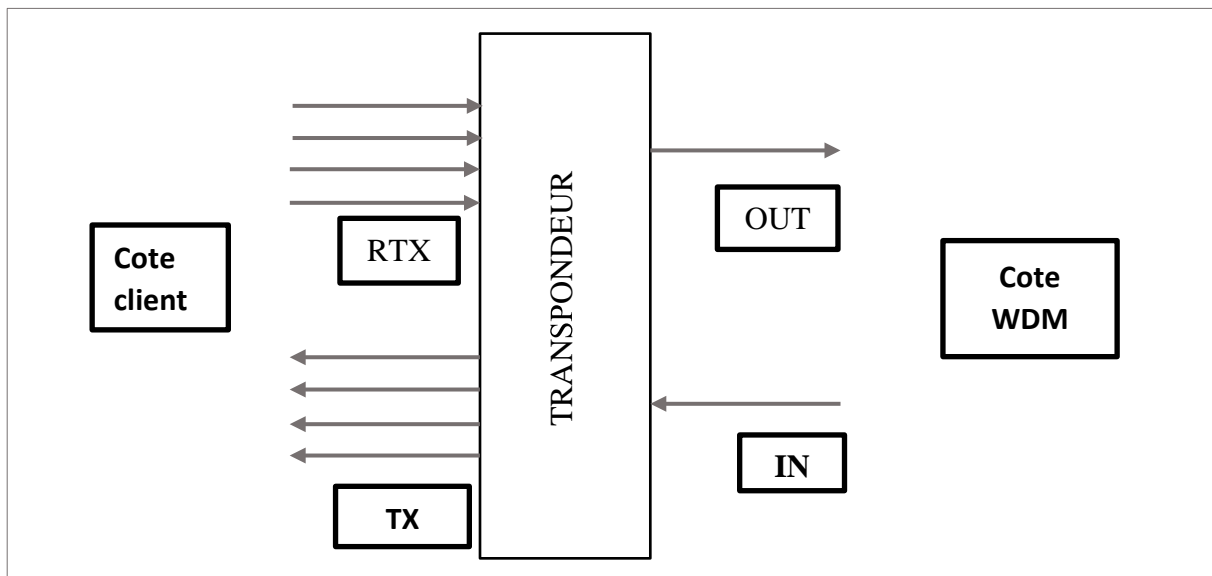 Cote
client
RTX
TX
TRANSPONDEUR
OUT
IN
Cote
WDM